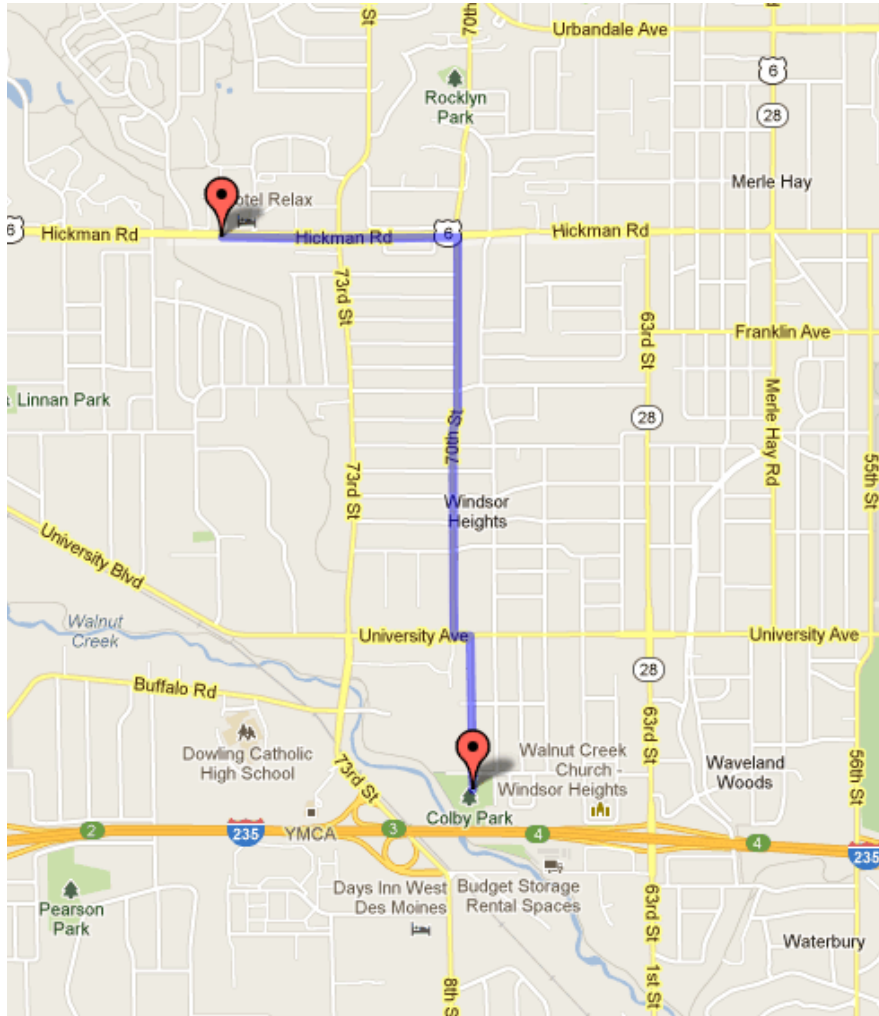 St
70th
Urbandale Ave
6
28
Rocklyn
Park
Merle Hay
Hotel Relax
6
Hickman Rd
Hickman Rd
6
Hickman Rd
73rd St
63rd St
Franklin Ave
Linnan Park
28
Merle Hay Rd
70th St
73rd St
55th St
Windsor
Heights
University Blvd
Walnut
Creek
University Ave
University Ave
28
Buffalo Rd
Dowling Catholic
High School
73rd St
63rd St
Walnut Creek
Church -
Windsor Heights
Waveland
Woods
56th St
Colby Park
2
235
YMCA
3
4
4
235
Days Inn West
Des Moines
Budget Storage
Rental Spaces
63rd St
Pearson
Park
Waterbury
8th St
1st St